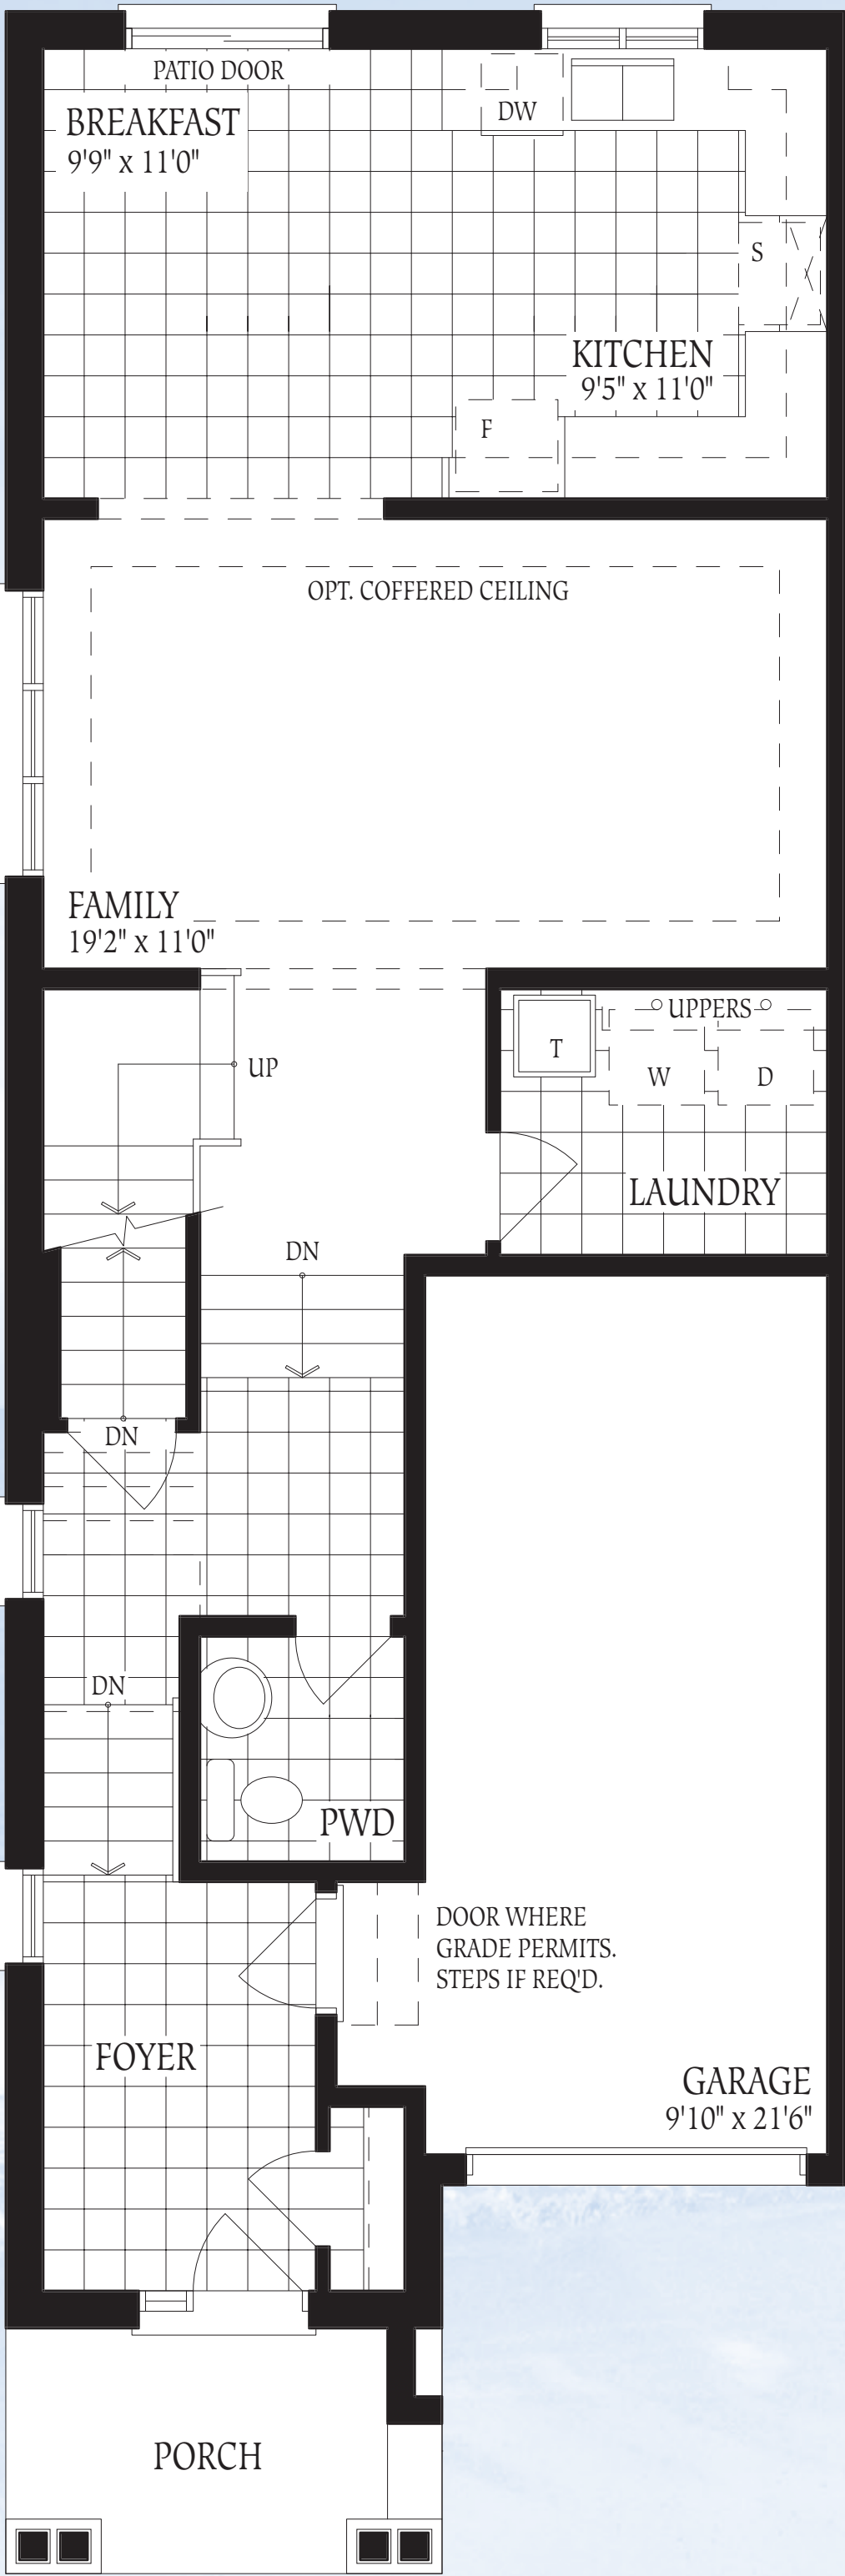 PATIO DOOR
DW
BREAKFAST
9'9" x 11'0"
S
KITCHEN
9'5" x 11'0"
F
OPT. COFFERED CEILING
FAMILY
19'2" x 11'0"
UPPERS
T
UP
W
D
LAUNDRY
DN
DN
DN
PWD
DOOR WHERE
GRADE PERMITS.
STEPS IF REQ'D.
FOYER
GARAGE
9'10" x 21'6"
PORCH